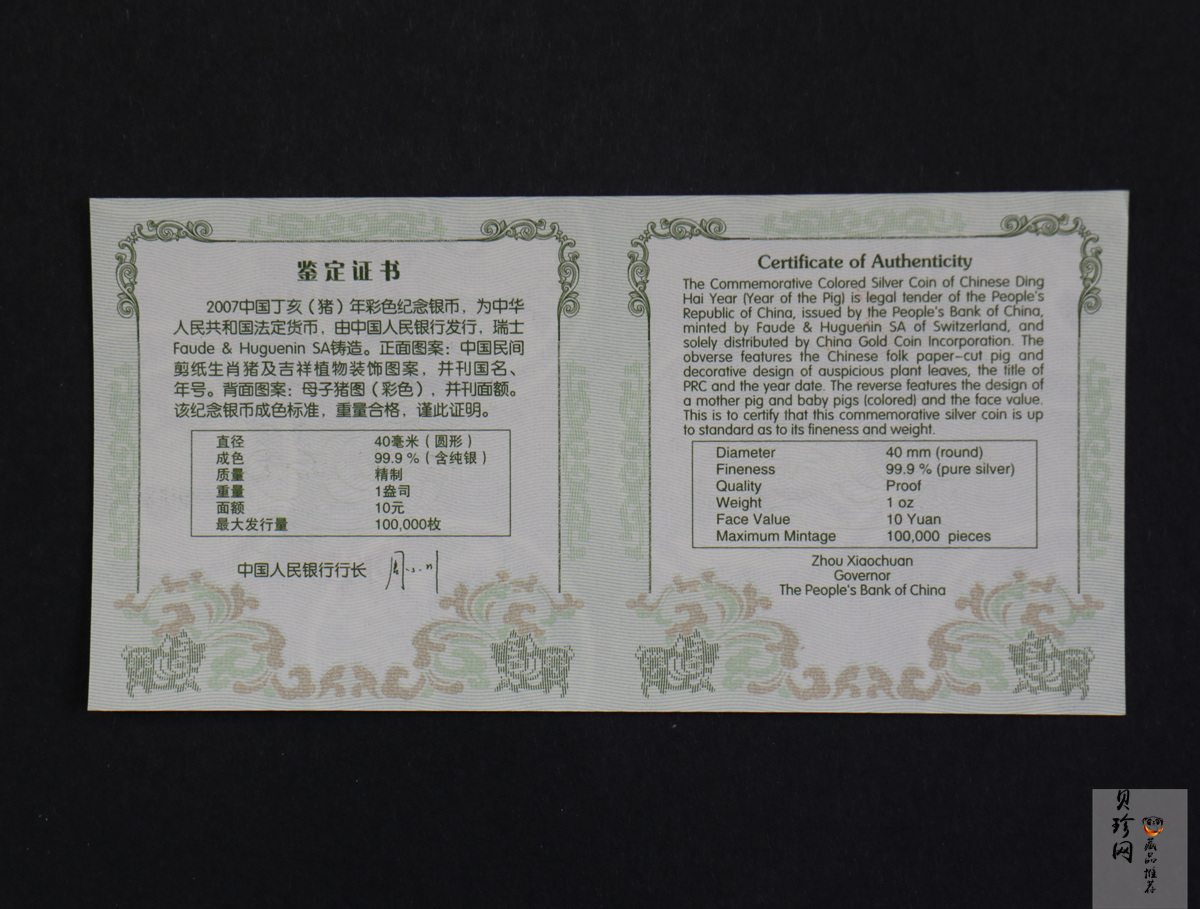 鉴定证书
2007中国丁亥（猪）年彩色纪念银币，为中华
人民共和国法定货币，由中国人民银行发行，瑞士
Faude & Huguenin SA铸造。正面图案：中国民间
剪纸生肖猪及吉祥植物装饰图案，并刊国名、
年号。背面图案：母子猪图（彩色），并刊面额。
该纪念银币成色标准，重量合格，谨此证明。
直径 40毫米（圆形）
成色 99.9％（含纯银）
质量 精制
重量 1盎司
面额 10元
最大发行量 100,000枚
中国人民银行行长 周小川
Certificate of Authenticity
The Commemorative Colored Silver Coin of Chinese Ding
Hai Year (Year of the Pig) is legal tender of the People's
Republic of China, issued by the People's Bank of China,
minted by Faude & Huguenin SA of Switzerland, and
solely distributed by China Gold Coin Incorporation. The
obverse features the Chinese folk paper-cut pig and
decorative design of auspicious plant leaves, the title of
PRC and the year date. The reverse features the design of
a mother pig and baby pigs (colored) and the face value.
This is to certify that this commemorative silver coin is up
to standard as to its fineness and weight.
Diameter 40 mm (round)
Fineness 99.9 % (pure silver)
Quality Proof
Weight 1 oz
Face Value 10 Yuan
Maximum Mintage 100,000 pieces
Zhou Xiaochuan
Governor
The People's Bank of China
贝珍网
藏品推荐